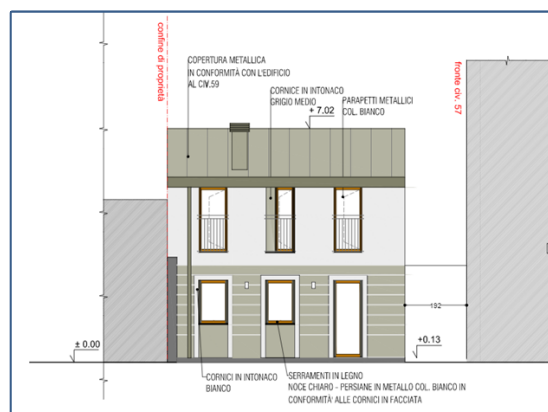 confine di proprietà
COPERTURA METALLICA
IN CONFORMITÀ CON L'EDIFICIO
AL CIV.59
CORNICE IN INTONACO
GRIGIO MEDIO
+ 7.02
PARAPETTI METALLICI
COL. BIANCO
fronte civ. 57
192
± 0.00
+0.13
CORNICI IN INTONACO
BIANCO
SERRAMENTI IN LEGNO
NOCE CHIARO - PERSIANE IN METALLO COL. BIANCO IN
CONFORMITA' ALLE CORNICI IN FACCIATA